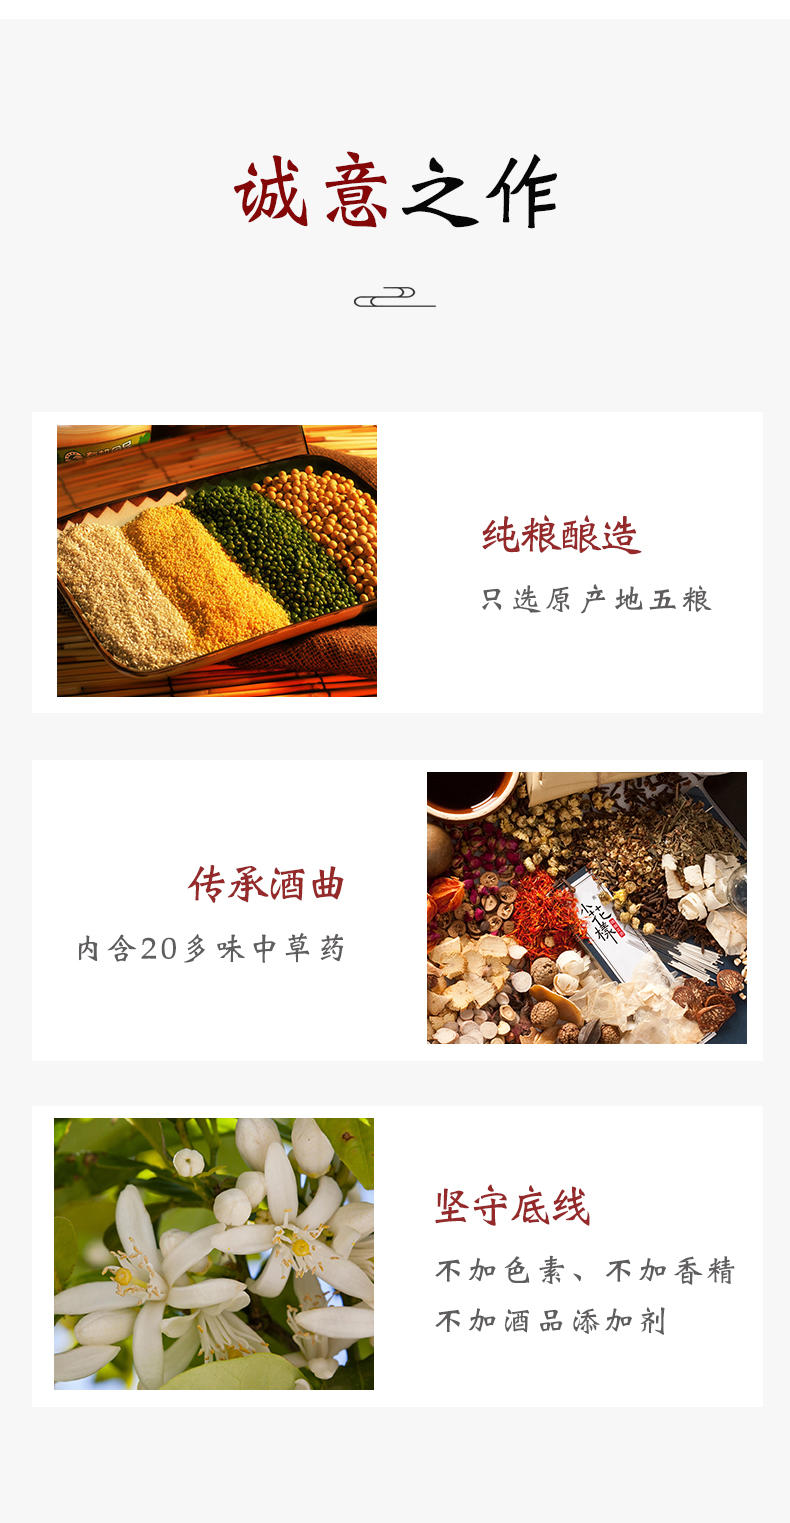 诚意之作
纯粮酿造
只选原产地五粮
传承酒曲
内含20多味中草药
小花樣
坚守底线
不加色素、不加香精
不加酒品添加剂